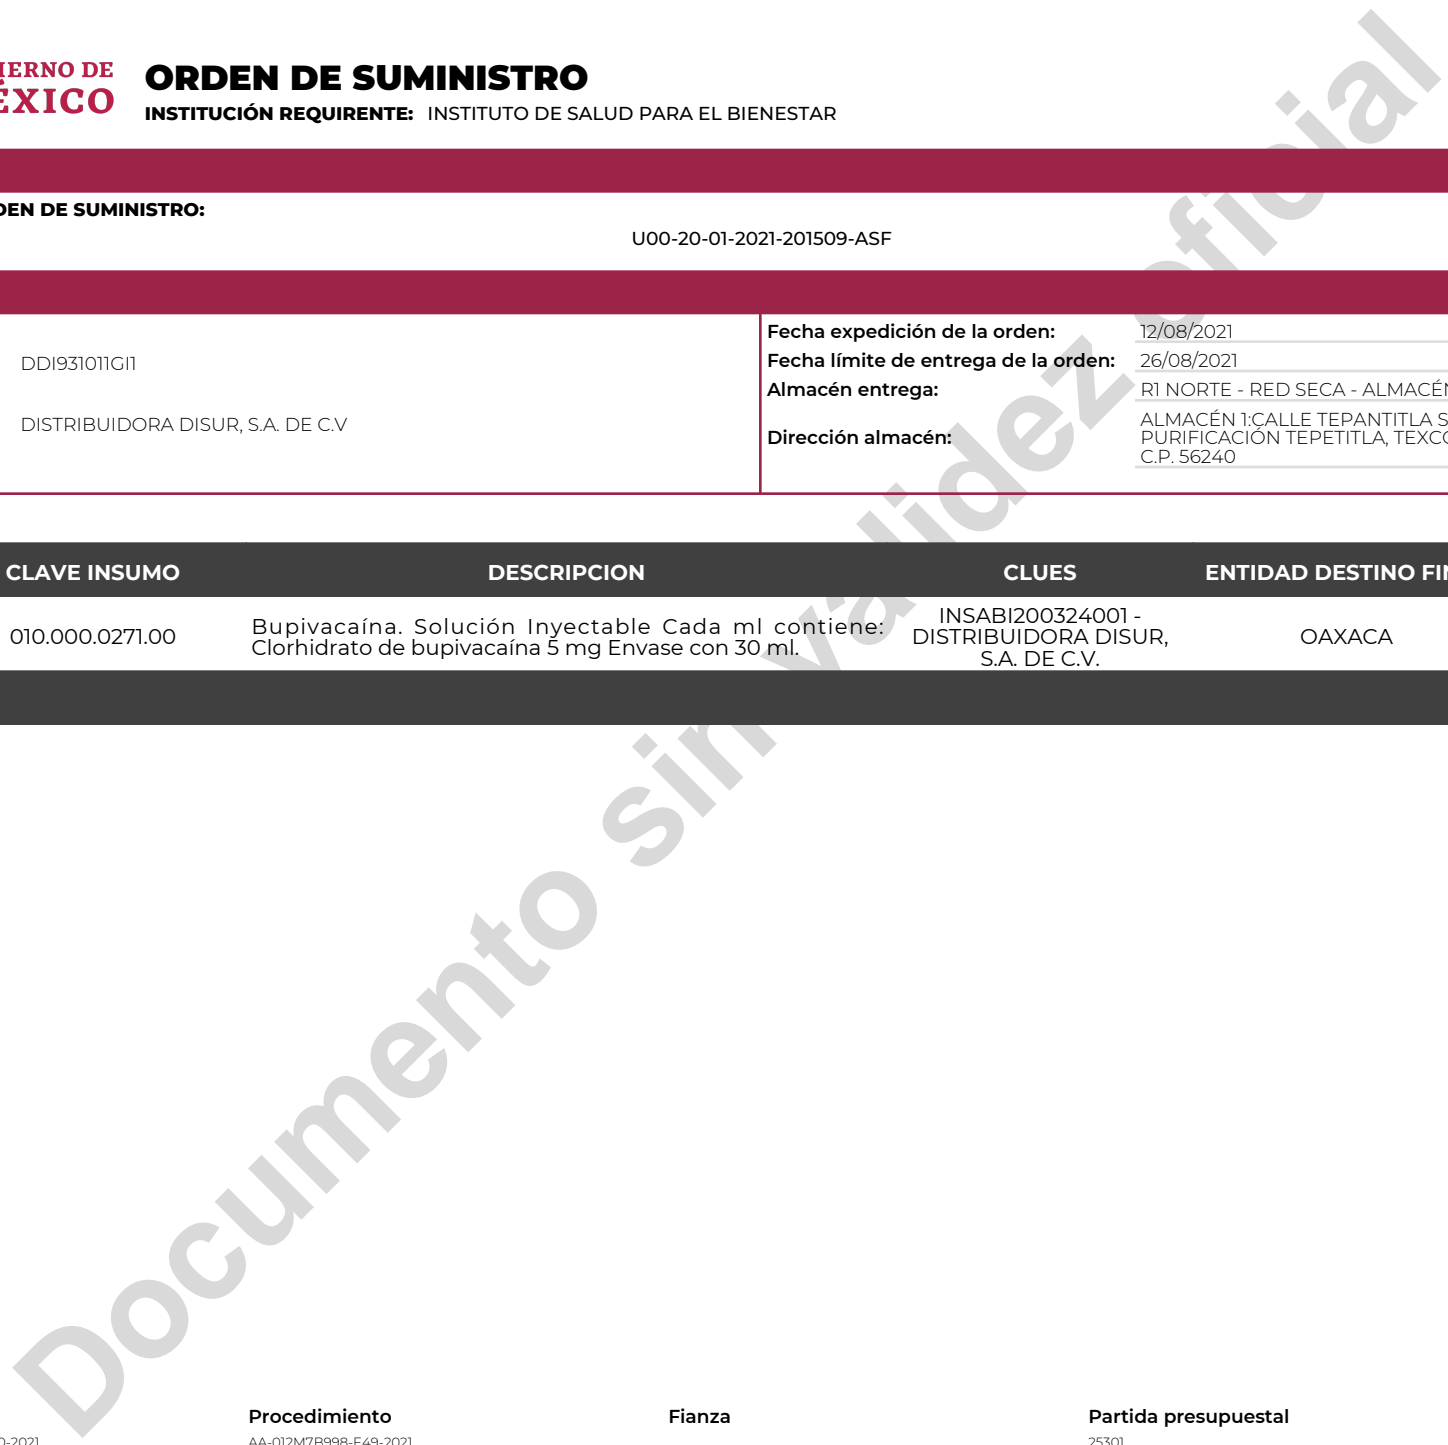 ORDEN DE SUMINISTRO
INSTITUCIÓN REQUIRENTE: INSTITUTO DE SALUD PARA EL BIENESTAR
DE
XICO
DE SUMINISTRO:
U00-20-01-2021-201509-ASF
DDI931011GI1
DISTRIBUIDORA DISUR, S.A. DE C.V
Fecha expedición de la orden: 12/08/2021
Fecha límite de entrega de la orden: 26/08/2021
Almacén entrega: R1 NORTE - RED SECA - ALMACÉN
Dirección almacén:
ALMACÉN 1:CALLE TEPANTITLA S
PURIFICACIÓN TEPETITLA, TEXCO
C.P. 56240
CLAVE INSUMO DESCRIPCION CLUES ENTIDAD DESTINO FIN
010.000.0271.00
Bupivacaína. Solución Inyectable Cada ml contiene:
Clorhidrato de bupivacaína 5 mg Envase con 30 ml.
INSABI200324001 -
DISTRIBUIDORA DISUR,
S.A. DE C.V.
OAXACA
Documento sin validez oficial
Procedimiento Fianza Partida presupuestal
-2021 AA-012M7B998-E49-2021 25301